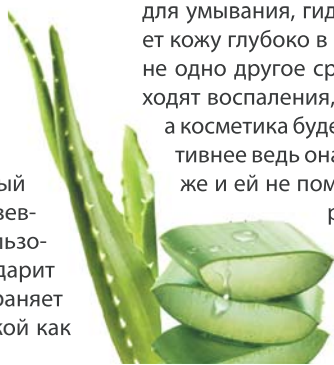 для умывания, гид
ет кожу глубоко в
не одно другое ср
ходят воспаления,
а косметика буде
тивнее ведь она
же и ей не пом
ый
зев-
льзо-
дарит
раняет
кой как